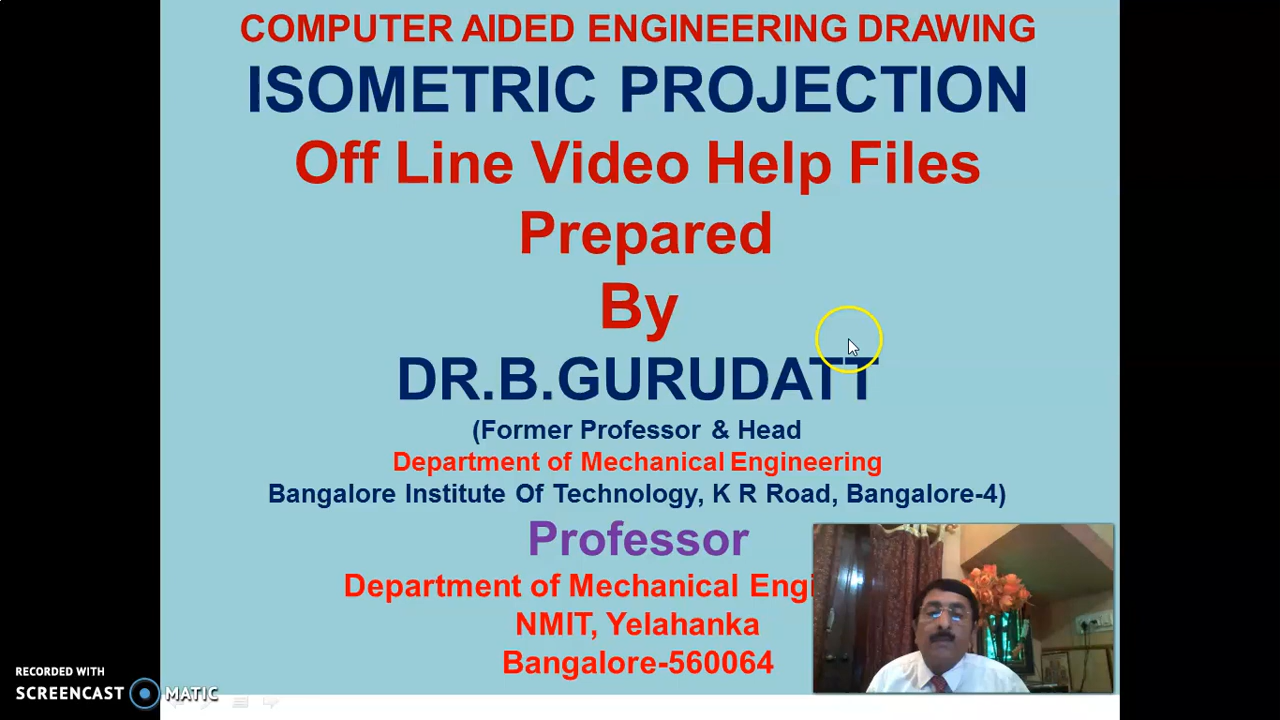 COMPUTER AIDED ENGINEERING DRAWING
ISOMETRIC PROJECTION
Off Line Video Help Files
Prepared
By
DR.B.GURUDATT
(Former Professor & Head
Department of Mechanical Engineering
Bangalore Institute Of Technology, K R Road, Bangalore-4)
Professor
Department of Mechanical Engi
NMIT, Yelahanka
Bangalore-560064
RECORDED WITH
SCREENCAST MATIC